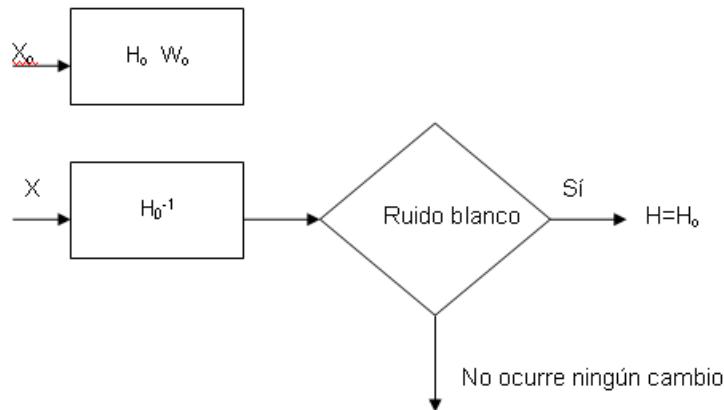 Xₒ
Hₒ Wₒ
X
H₀⁻¹
Ruido blanco
Sí
H=Hₒ
No ocurre ningún cambio